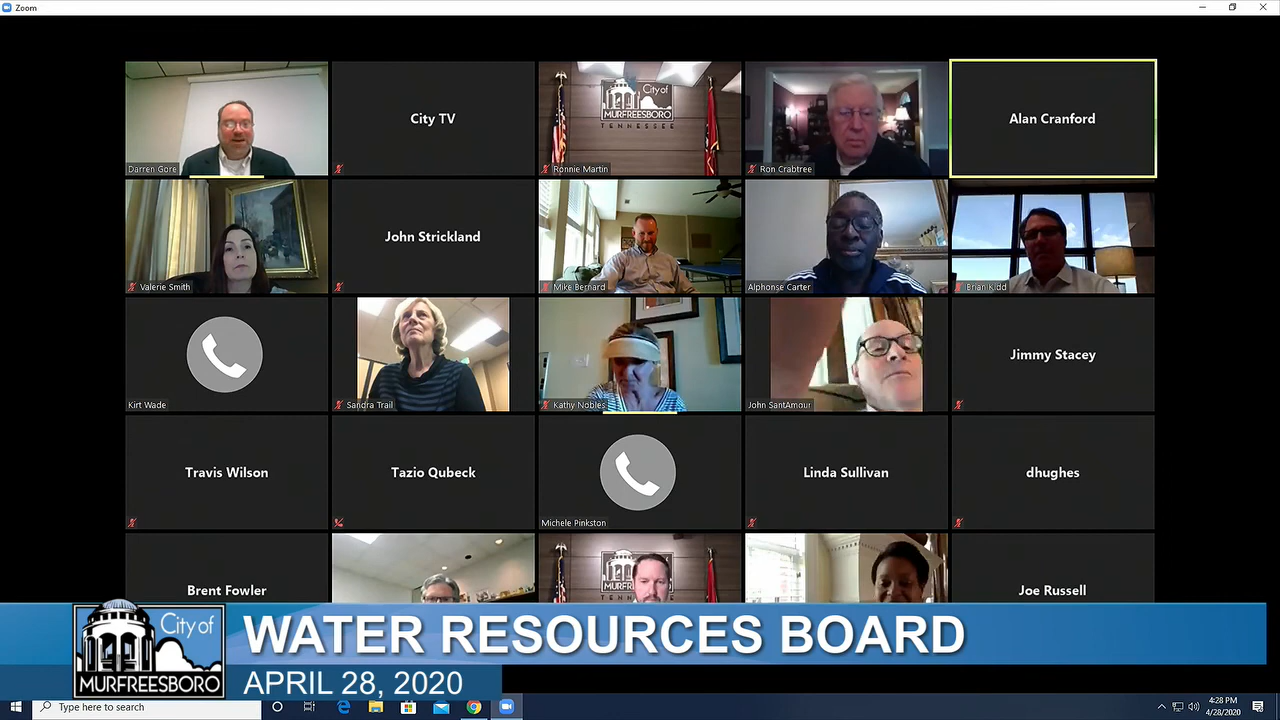 Zoom
City TV
City of
MURFREESBORO
TENNESSEE
Alan Cranford
Darren Gore
Ronnie Martin
Ron Crabtree
John Strickland
Valerie Smith
Mike Bernard
Alphonse Carter
Brian Kidd
Jimmy Stacey
Kirt Wade
Sandra Trail
Kathy Nobles
John SantAmour
Travis Wilson
Tazio Qubeck
Linda Sullivan
dhughes
Michele Pinkston
Brent Fowler
MURFREESBORO
Joe Russell
City of
MURFREESBORO
WATER RESOURCES BOARD
APRIL 28, 2020
Type here to search
4:28 PM
4/28/2020